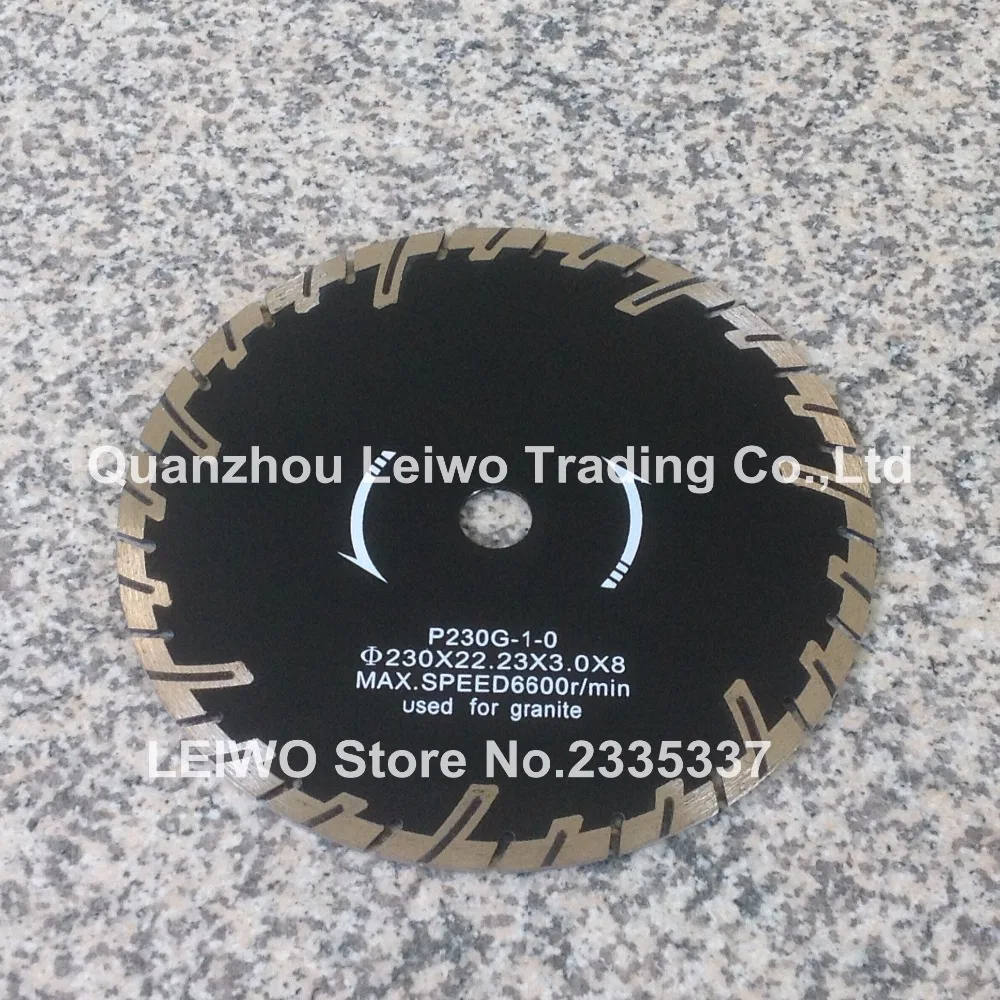 Quanzhou Leiwo Trading Co.,Ltd
P230G-1-0
Φ230X22.23X3.0X8
MAX.SPEED6600r/min
used for granite
LEIWO Store No.2335337